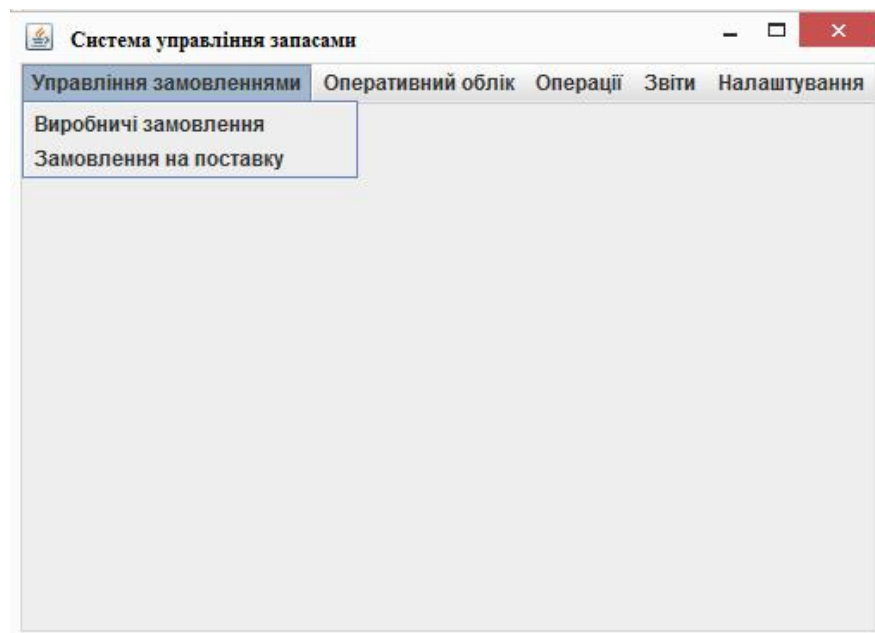 Система управління запасами
Управління замовленнями Оперативний облік Операції Звіти Налаштування
Виробничі замовлення
Замовлення на поставку